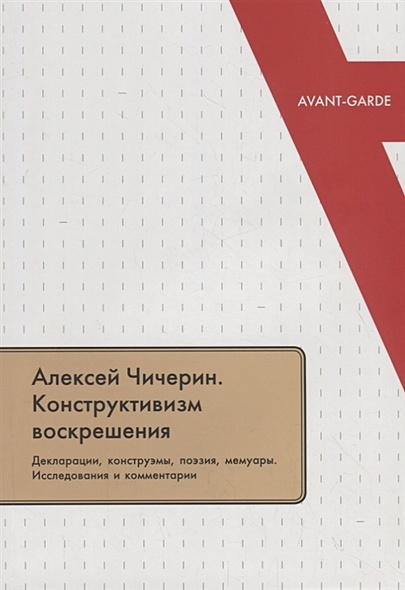 AVANT-GARDE
Алексей Чичерин.
Конструктивизм
воскрешения
Декларации, конструэмы, поэзия, мемуары.
Исследования и комментарии